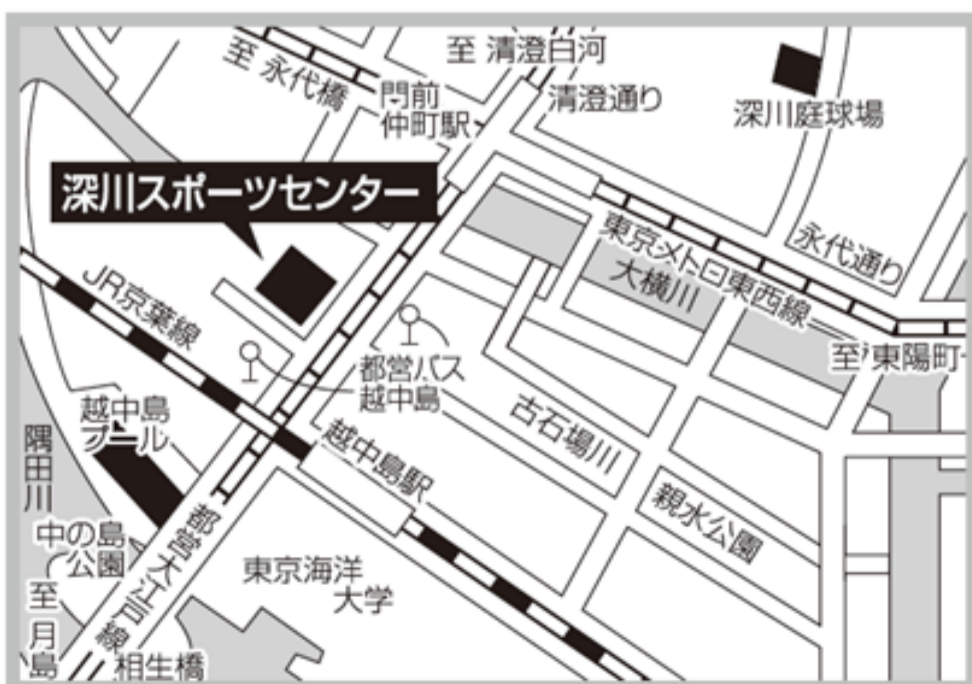 至 清澄白河
至 永代橋
門前
仲町駅
清澄通り
深川庭球場
深川スポーツセンター
東京メトロ東西線
永代通り
大横川
JR京葉線
至 東陽町
都営バス
越中島
越中島
プール
古石場川
越中島駅
隅田川
親水公園
中の島
公園
都営大江戸線
東京海洋
大学
至 月島
相生橋